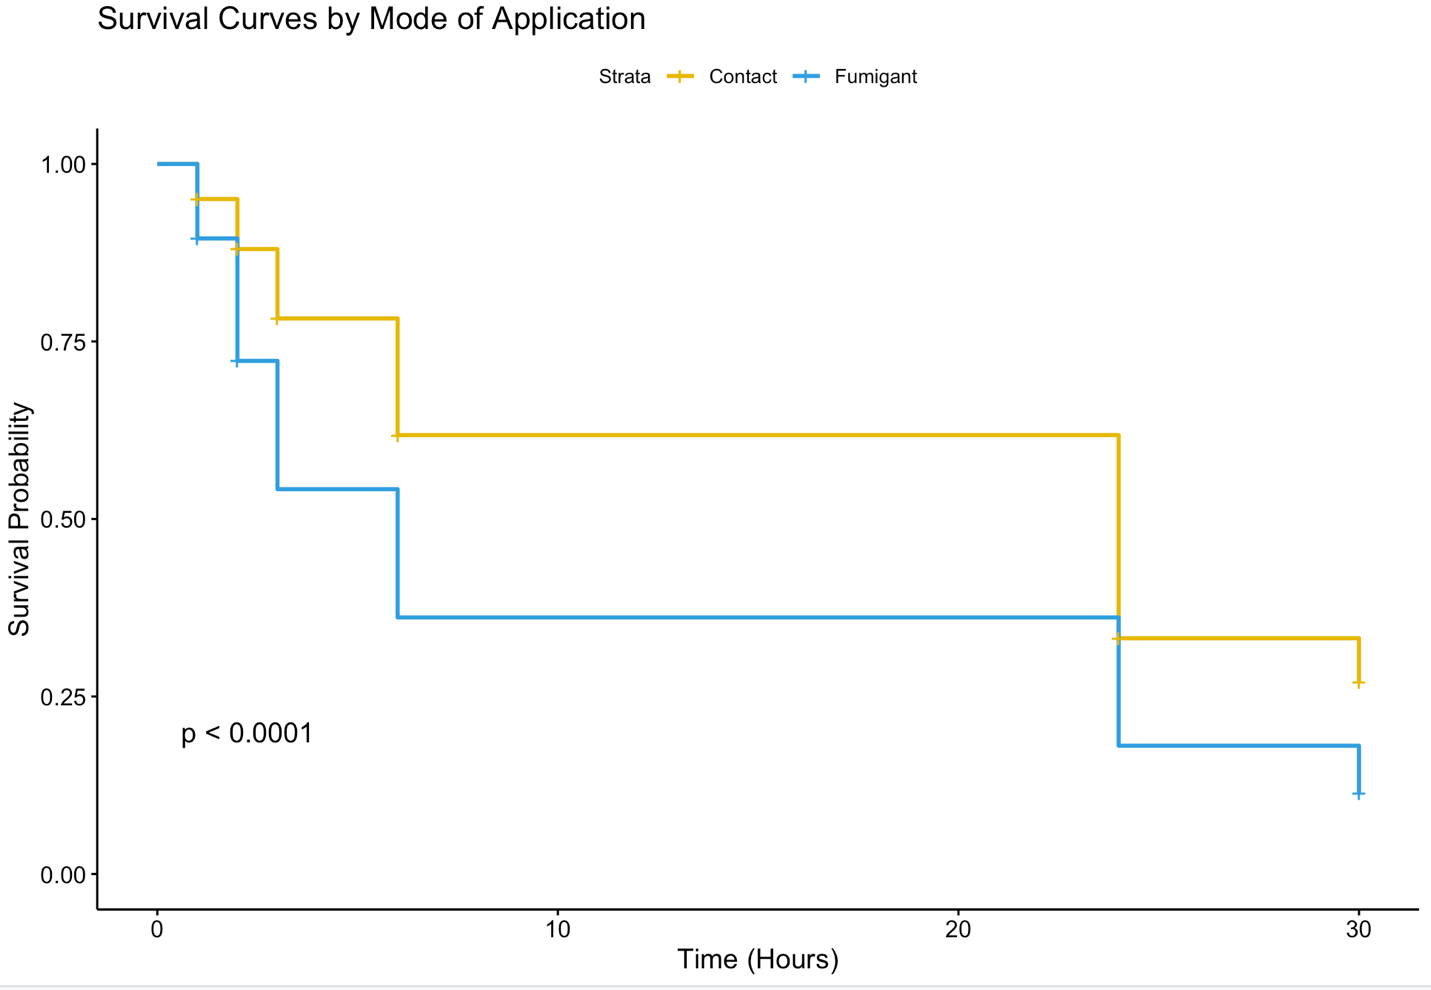 Survival Curves by Mode of Application
Strata Contact Fumigant
1.00
0.75
0.50
0.25
0.00
Survival Probability
p < 0.0001
0 10 20 30
Time (Hours)